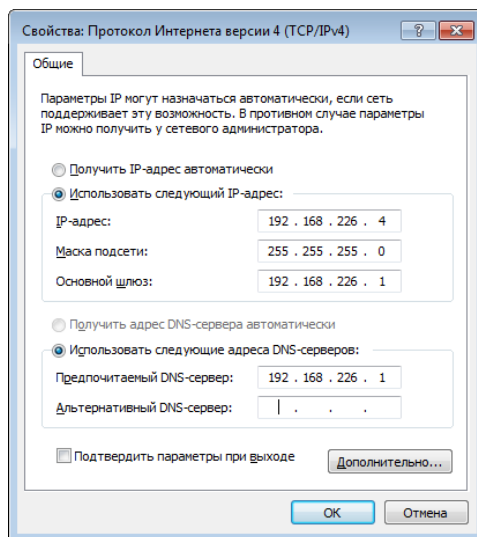 Свойства: Протокол Интернета версии 4 (TCP/IPv4)
Общие
Параметры IP могут назначаться автоматически, если сеть
поддерживает эту возможность. В противном случае параметры
IP можно получить у сетевого администратора.
Получить IP-адрес автоматически
Использовать следующий IP-адрес:
IP-адрес: 192 . 168 . 226 . 4
Маска подсети: 255 . 255 . 255 . 0
Основной шлюз: 192 . 168 . 226 . 1
Получить адрес DNS-сервера автоматически
Использовать следующие адреса DNS-серверов:
Предпочитаемый DNS-сервер: 192 . 168 . 226 . 1
Альтернативный DNS-сервер: . . .
Подтвердить параметры при выходе
Дополнительно...
OK Отмена